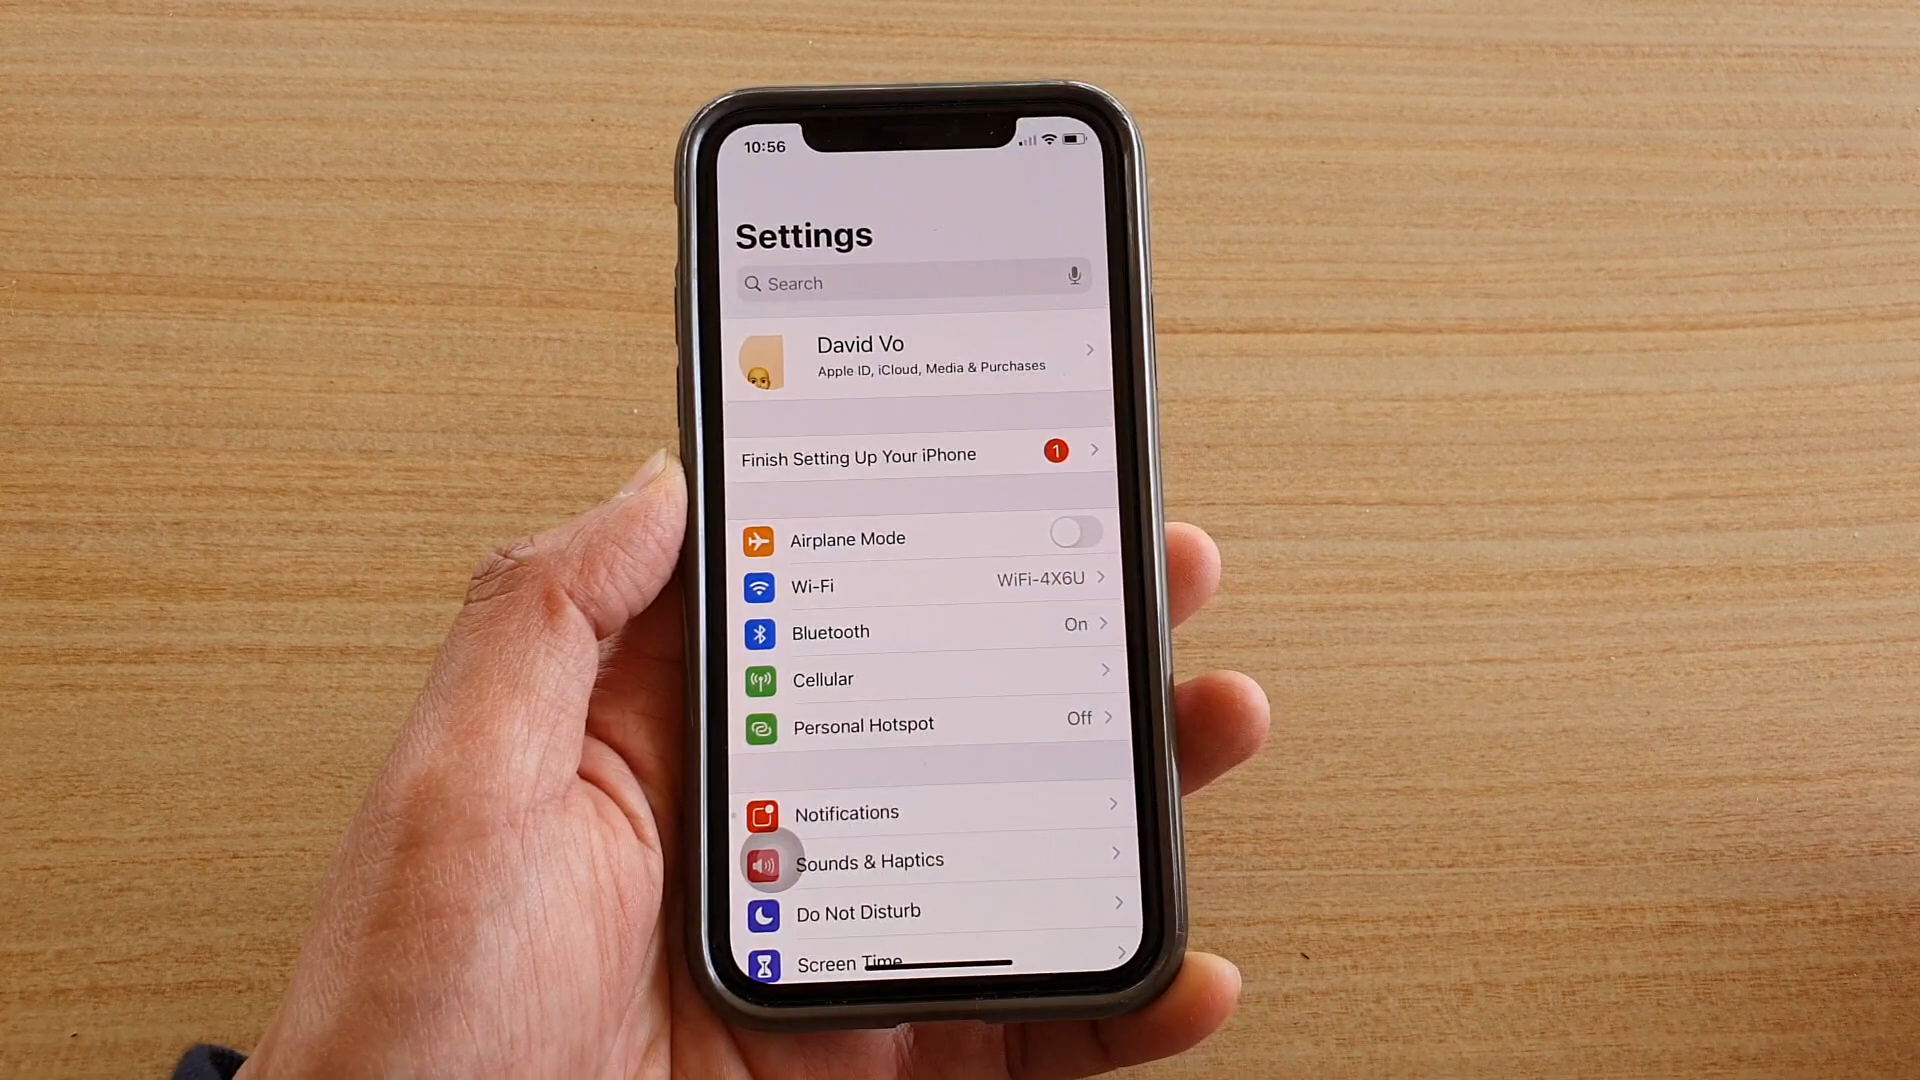 10:56
Settings
Search
David Vo
Apple ID, iCloud, Media & Purchases
Finish Setting Up Your iPhone 1
Airplane Mode
Wi-Fi WiFi-4X6U
Bluetooth On
Cellular
Personal Hotspot Off
Notifications
Sounds & Haptics
Do Not Disturb
Screen Time